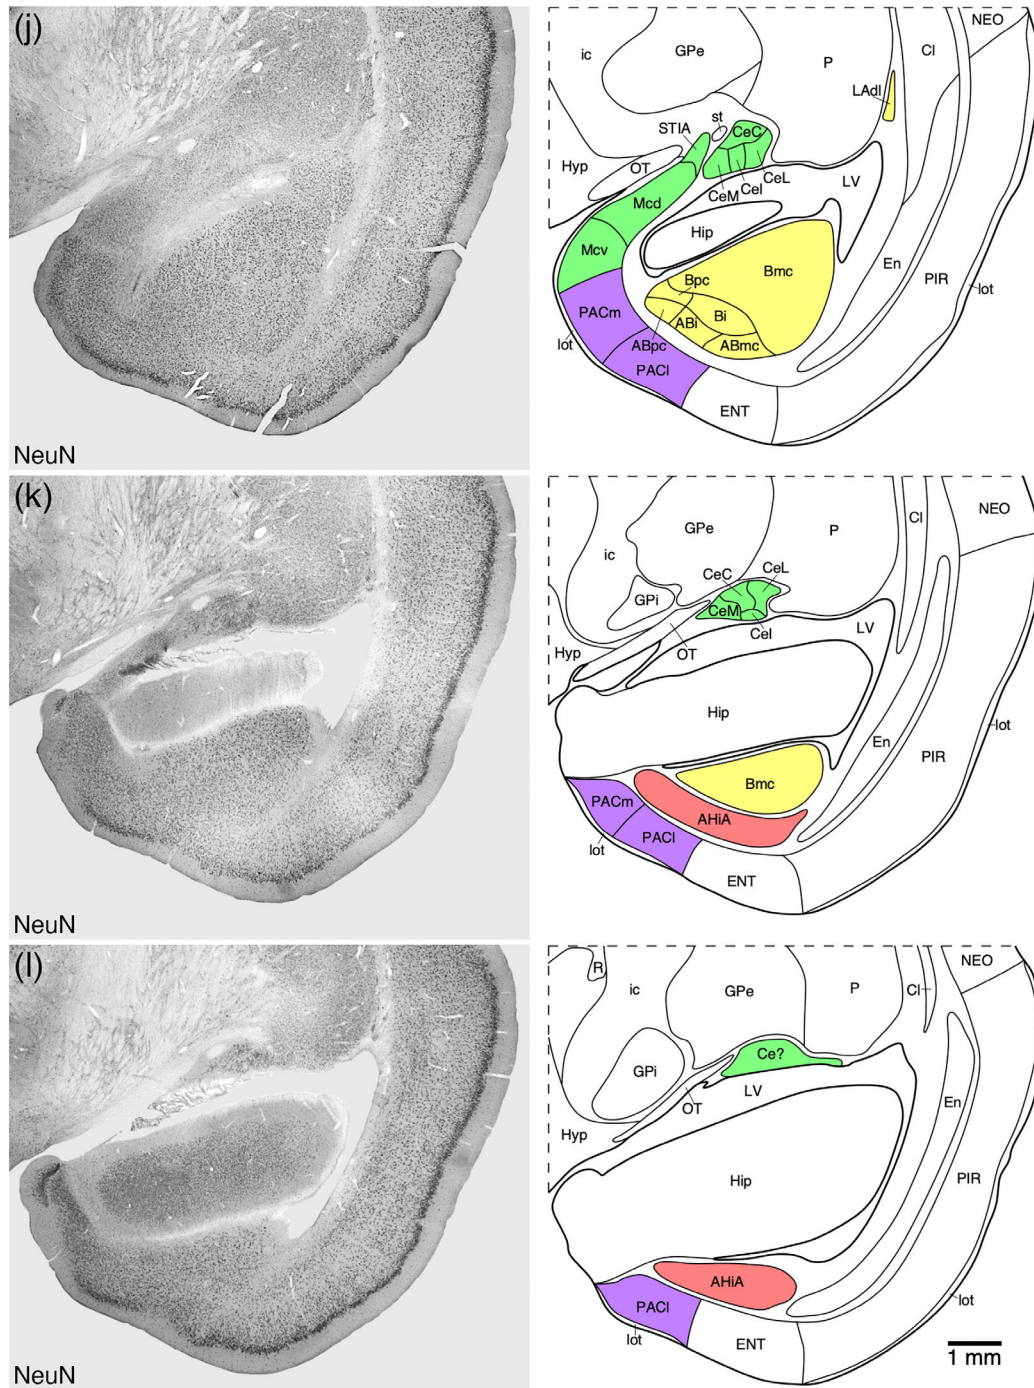 (j)
NeuN
NEO
ic
GPe
P
Cl
LAdl
st
STIA
CeC
Hyp
OT
CeM
CeI
CeL
LV
Mcd
Hip
Mcv
Bmc
En
PIR
lot
Bpc
PACm
Bi
ABi
lot
ABpc
ABmc
PACl
ENT
(k)
NeuN
NEO
Cl
GPe
P
ic
CeC
CeL
GPi
CeM
CeI
LV
Hyp
OT
Hip
lot
En
PIR
Bmc
PACm
AHiA
lot
PACl
ENT
(l)
NeuN
R
NEO
ic
GPe
P
Cl
Ce?
GPi
LV
OT
En
Hyp
PIR
Hip
AHiA
PACl
lot
lot
ENT
1 mm